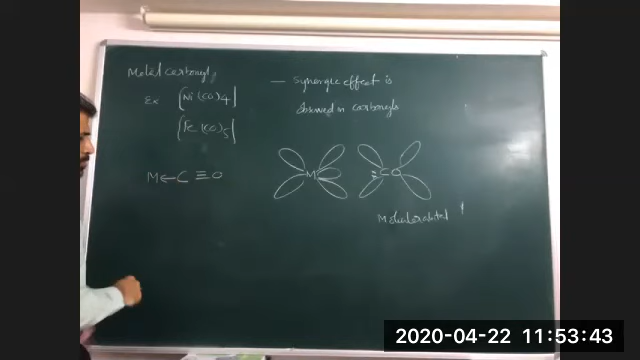 Metal carbonyls
Ex [Ni (CO)4]
[Fe (CO)5]
M ← C ≡ O
— Synergic effect is
observed in carbonyls
M
:CO
Molecular orbital
2020-04-22 11:53:43